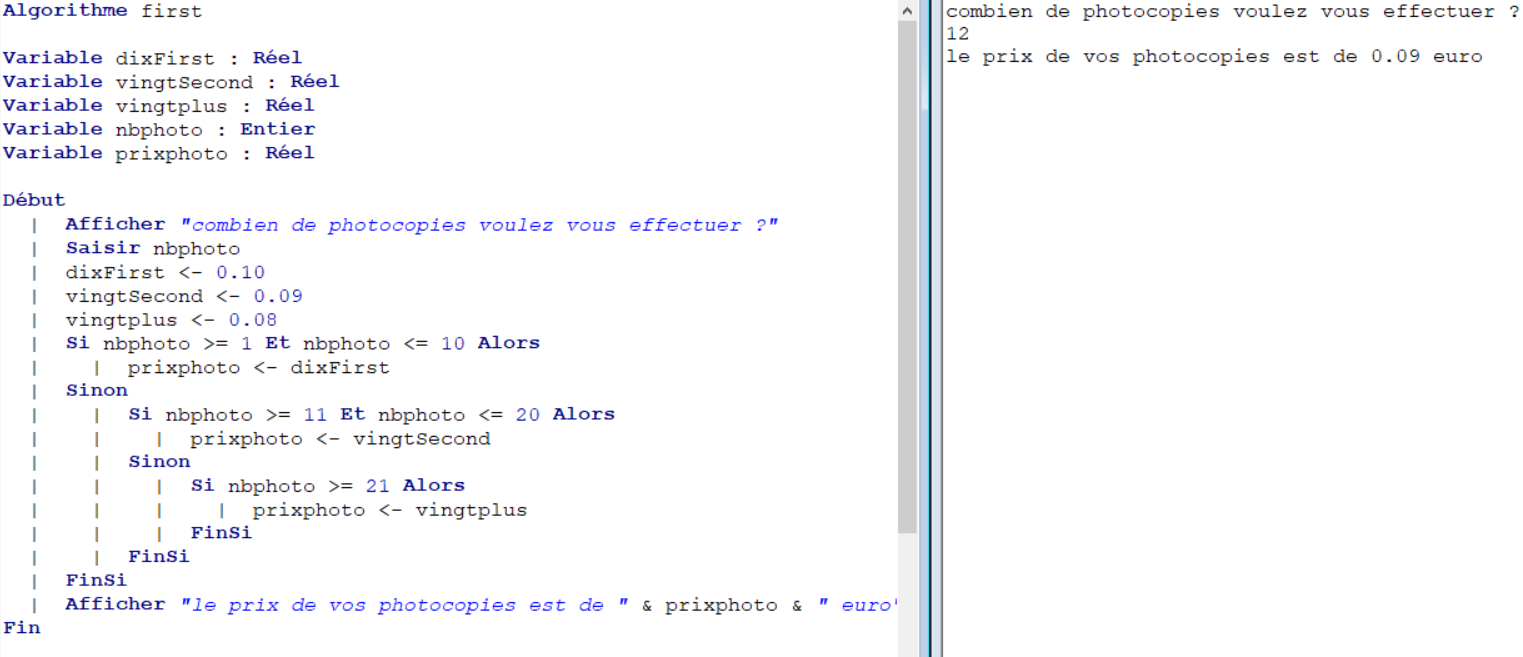 Algorithme first
Variable dixFirst : Réel
Variable vingtSecond : Réel
Variable vingtplus : Réel
Variable nbphoto : Entier
Variable prixphoto : Réel
Début
Afficher "combien de photocopies voulez vous effectuer ?"
Saisir nbphoto
dixFirst <- 0.10
vingtSecond <- 0.09
vingtplus <- 0.08
Si nbphoto >= 1 Et nbphoto <= 10 Alors
prixphoto <- dixFirst
Sinon
Si nbphoto >= 11 Et nbphoto <= 20 Alors
prixphoto <- vingtSecond
Sinon
Si nbphoto >= 21 Alors
prixphoto <- vingtplus
FinSi
FinSi
FinSi
Afficher "le prix de vos photocopies est de " & prixphoto & " euro"
Fin
combien de photocopies voulez vous effectuer ?
12
le prix de vos photocopies est de 0.09 euro